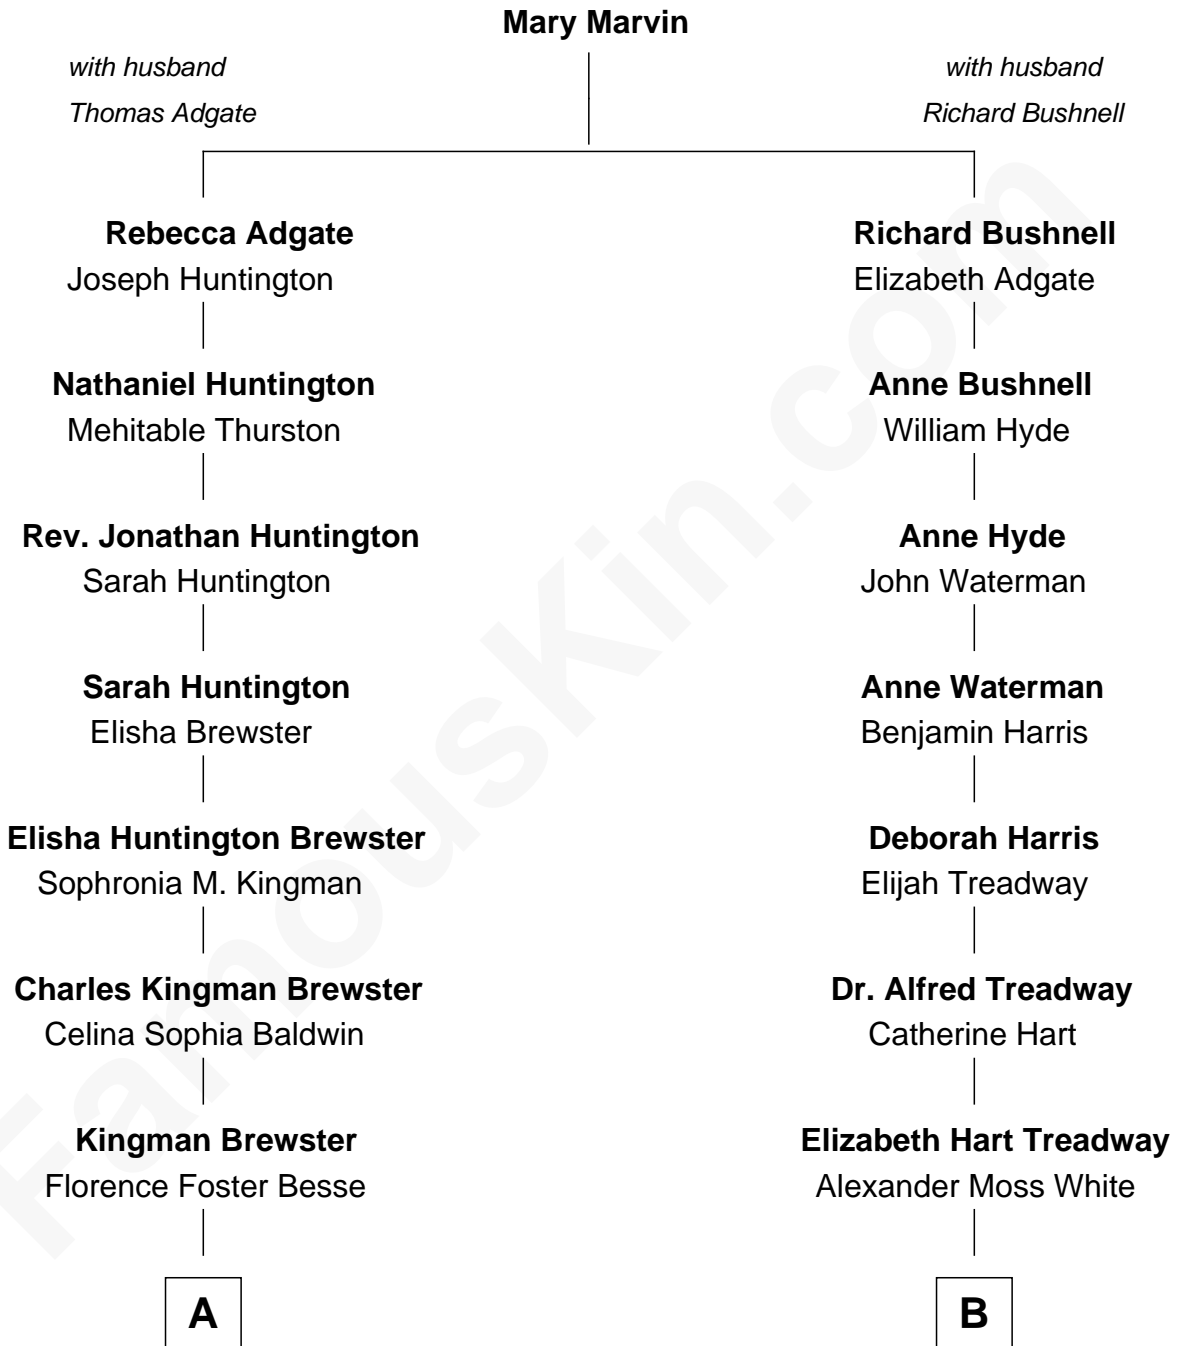 Mary Marvin
with husband
Thomas Adgate
with husband
Richard Bushnell
Rebecca Adgate
Joseph Huntington
Richard Bushnell
Elizabeth Adgate
Nathaniel Huntington
Mehitable Thurston
Anne Bushnell
William Hyde
Rev. Jonathan Huntington
Sarah Huntington
Anne Hyde
John Waterman
Sarah Huntington
Elisha Brewster
Anne Waterman
Benjamin Harris
Elisha Huntington Brewster
Sophronia M. Kingman
Deborah Harris
Elijah Treadway
Charles Kingman Brewster
Celina Sophia Baldwin
Dr. Alfred Treadway
Catherine Hart
Kingman Brewster
Florence Foster Besse
Elizabeth Hart Treadway
Alexander Moss White
A
B
FamousKin.com